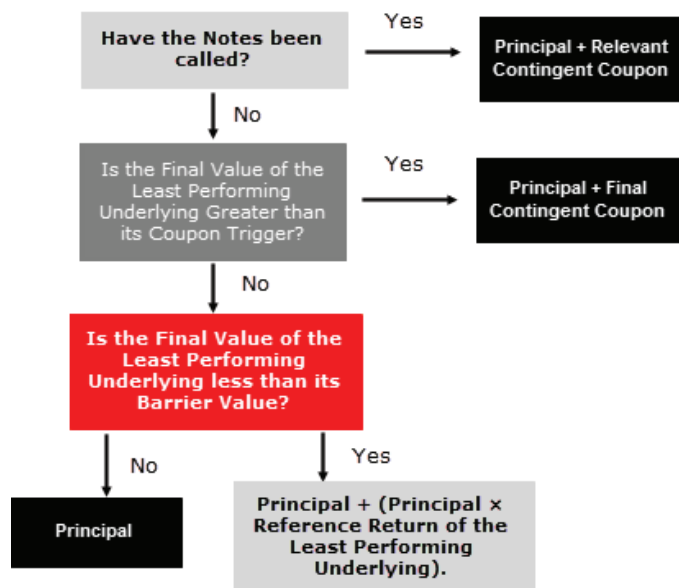 Have the Notes been
called?
Yes
Principal + Relevant
Contingent Coupon
No
Is the Final Value of the
Least Performing
Underlying Greater than
its Coupon Trigger?
Yes
Principal + Final
Contingent Coupon
No
Is the Final Value of the
Least Performing
Underlying less than its
Barrier Value?
No
Yes
Principal
Principal + (Principal ×
Reference Return of the
Least Performing
Underlying).